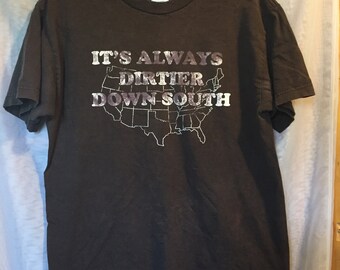 IT'S ALWAYS
DIRTIER
DOWN SOUTH